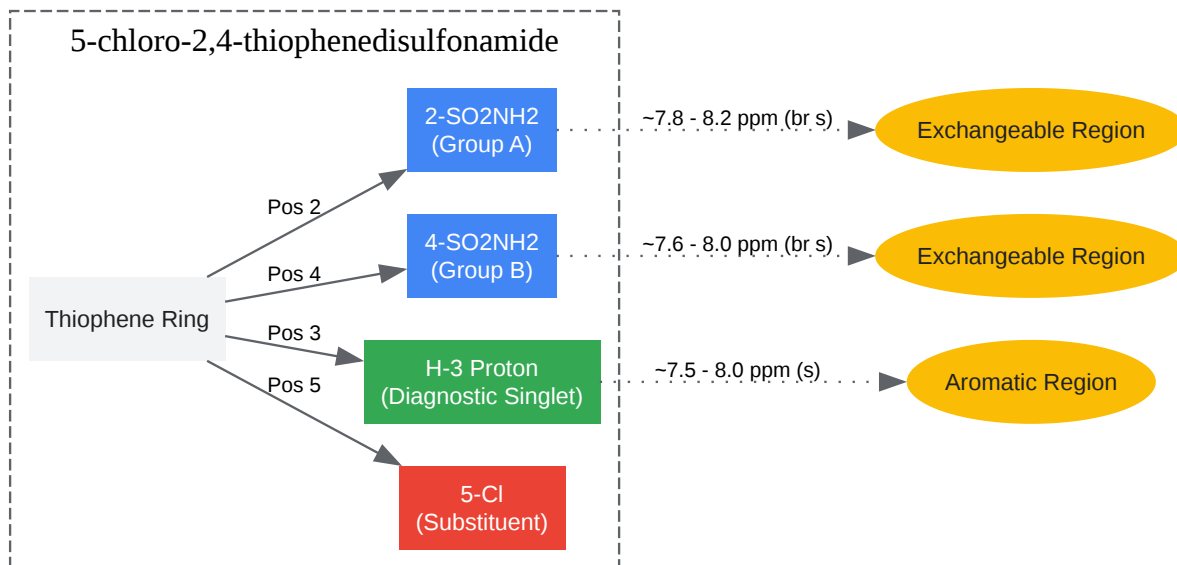 5-chloro-2,4-thiophenedisulfonamide
2-SO2NH2
(Group A)
~7.8 - 8.2 ppm (br s)
Exchangeable Region
Pos 2
4-SO2NH2
(Group B)
~7.6 - 8.0 ppm (br s)
Exchangeable Region
Pos 4
Thiophene Ring
Pos 3
H-3 Proton
(Diagnostic Singlet)
~7.5 - 8.0 ppm (s)
Aromatic Region
Pos 5
5-Cl
(Substituent)